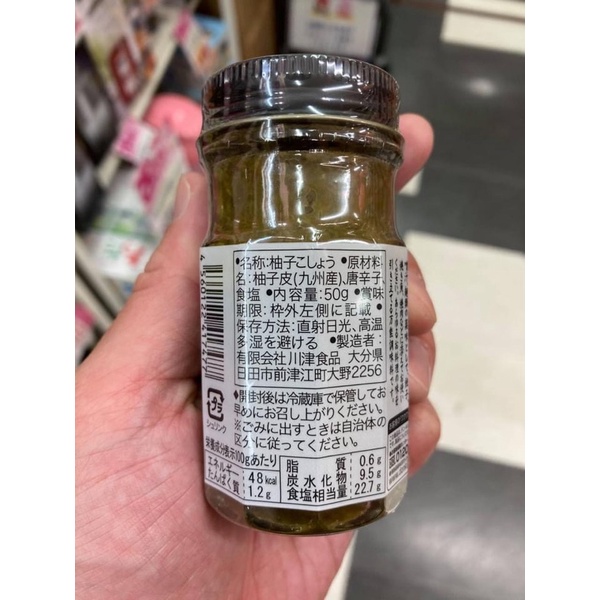 ●名称:柚子こしょう ●原材料
名:柚子皮(九州産)、唐辛子、
食塩 ●内容量:50g ●賞味
期限:枠外左側に記載 ●
保存方法:直射日光、高温
多湿を避ける ●製造者:
有限会社川津食品 大分県
日田市前津江町大野2256
●開封後は冷蔵庫で保管してお
早めにお召し上がりください。
※ごみに出すときは自治体の
区分に従ってください。
プラ
シュリンク
栄養成分表示100gあたり
エネルギー 48kcal
たんぱく質 1.2g
脂質 0.6g
炭水化物 9.5g
食塩相当量 22.7g